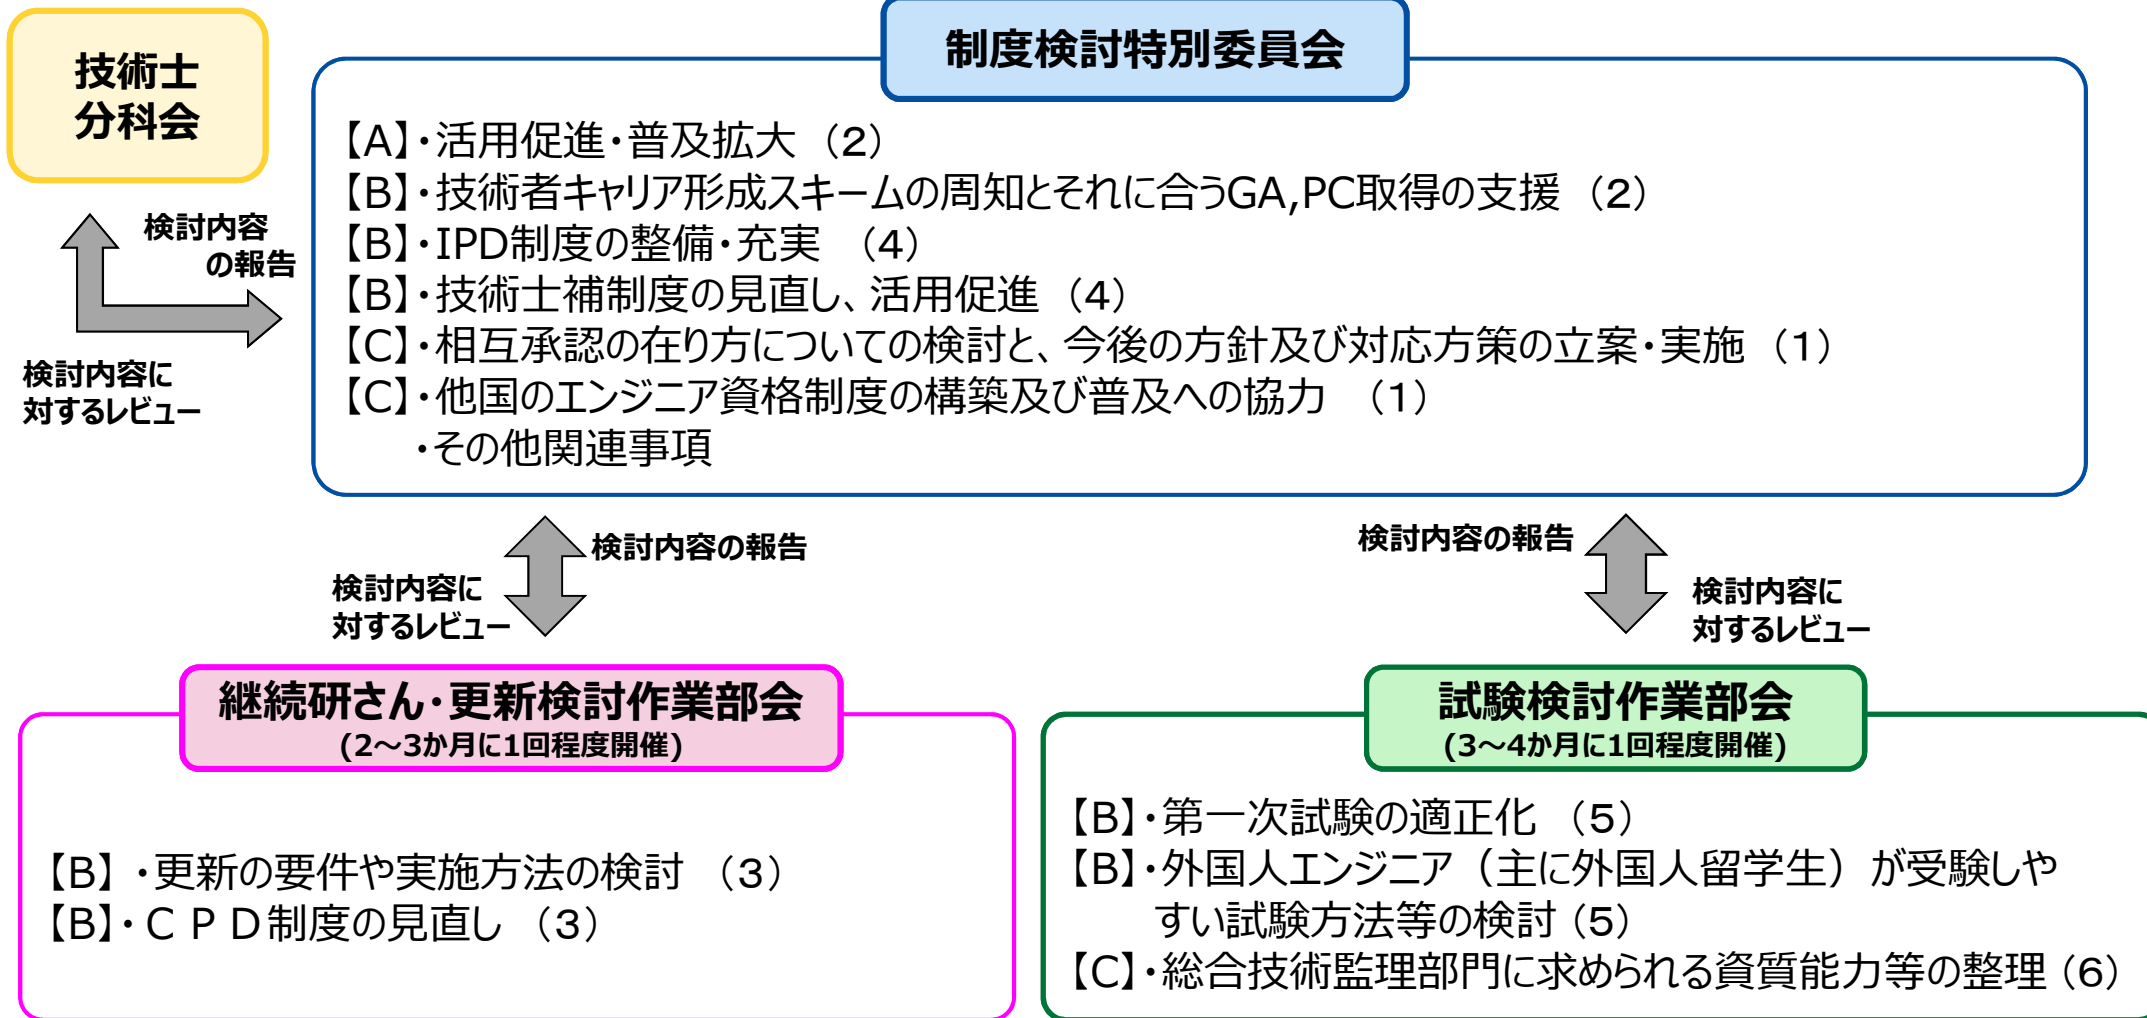 技術士
分科会
制度検討特別委員会
【A】・活用促進・普及拡大 （2）
【B】・技術者キャリア形成スキームの周知とそれに合うGA,PC取得の支援 （2）
【B】・IPD制度の整備・充実 （4）
【B】・技術士補制度の見直し、活用促進 （4）
【C】・相互承認の在り方についての検討と、今後の方針及び対応方策の立案・実施 （1）
【C】・他国のエンジニア資格制度の構築及び普及への協力 （1）
・その他関連事項
検討内容
の報告
検討内容に
対するレビュー
検討内容の報告
検討内容に
対するレビュー
検討内容の報告
検討内容に
対するレビュー
継続研さん・更新検討作業部会
(2～3か月に1回程度開催)
【B】・更新の要件や実施方法の検討 （3）
【B】・ＣＰＤ制度の見直し （3）
試験検討作業部会
(3～4か月に1回程度開催)
【B】・第一次試験の適正化 （5）
【B】・外国人エンジニア（主に外国人留学生）が受験しや
すい試験方法等の検討（5）
【C】・総合技術監理部門に求められる資質能力等の整理（6）